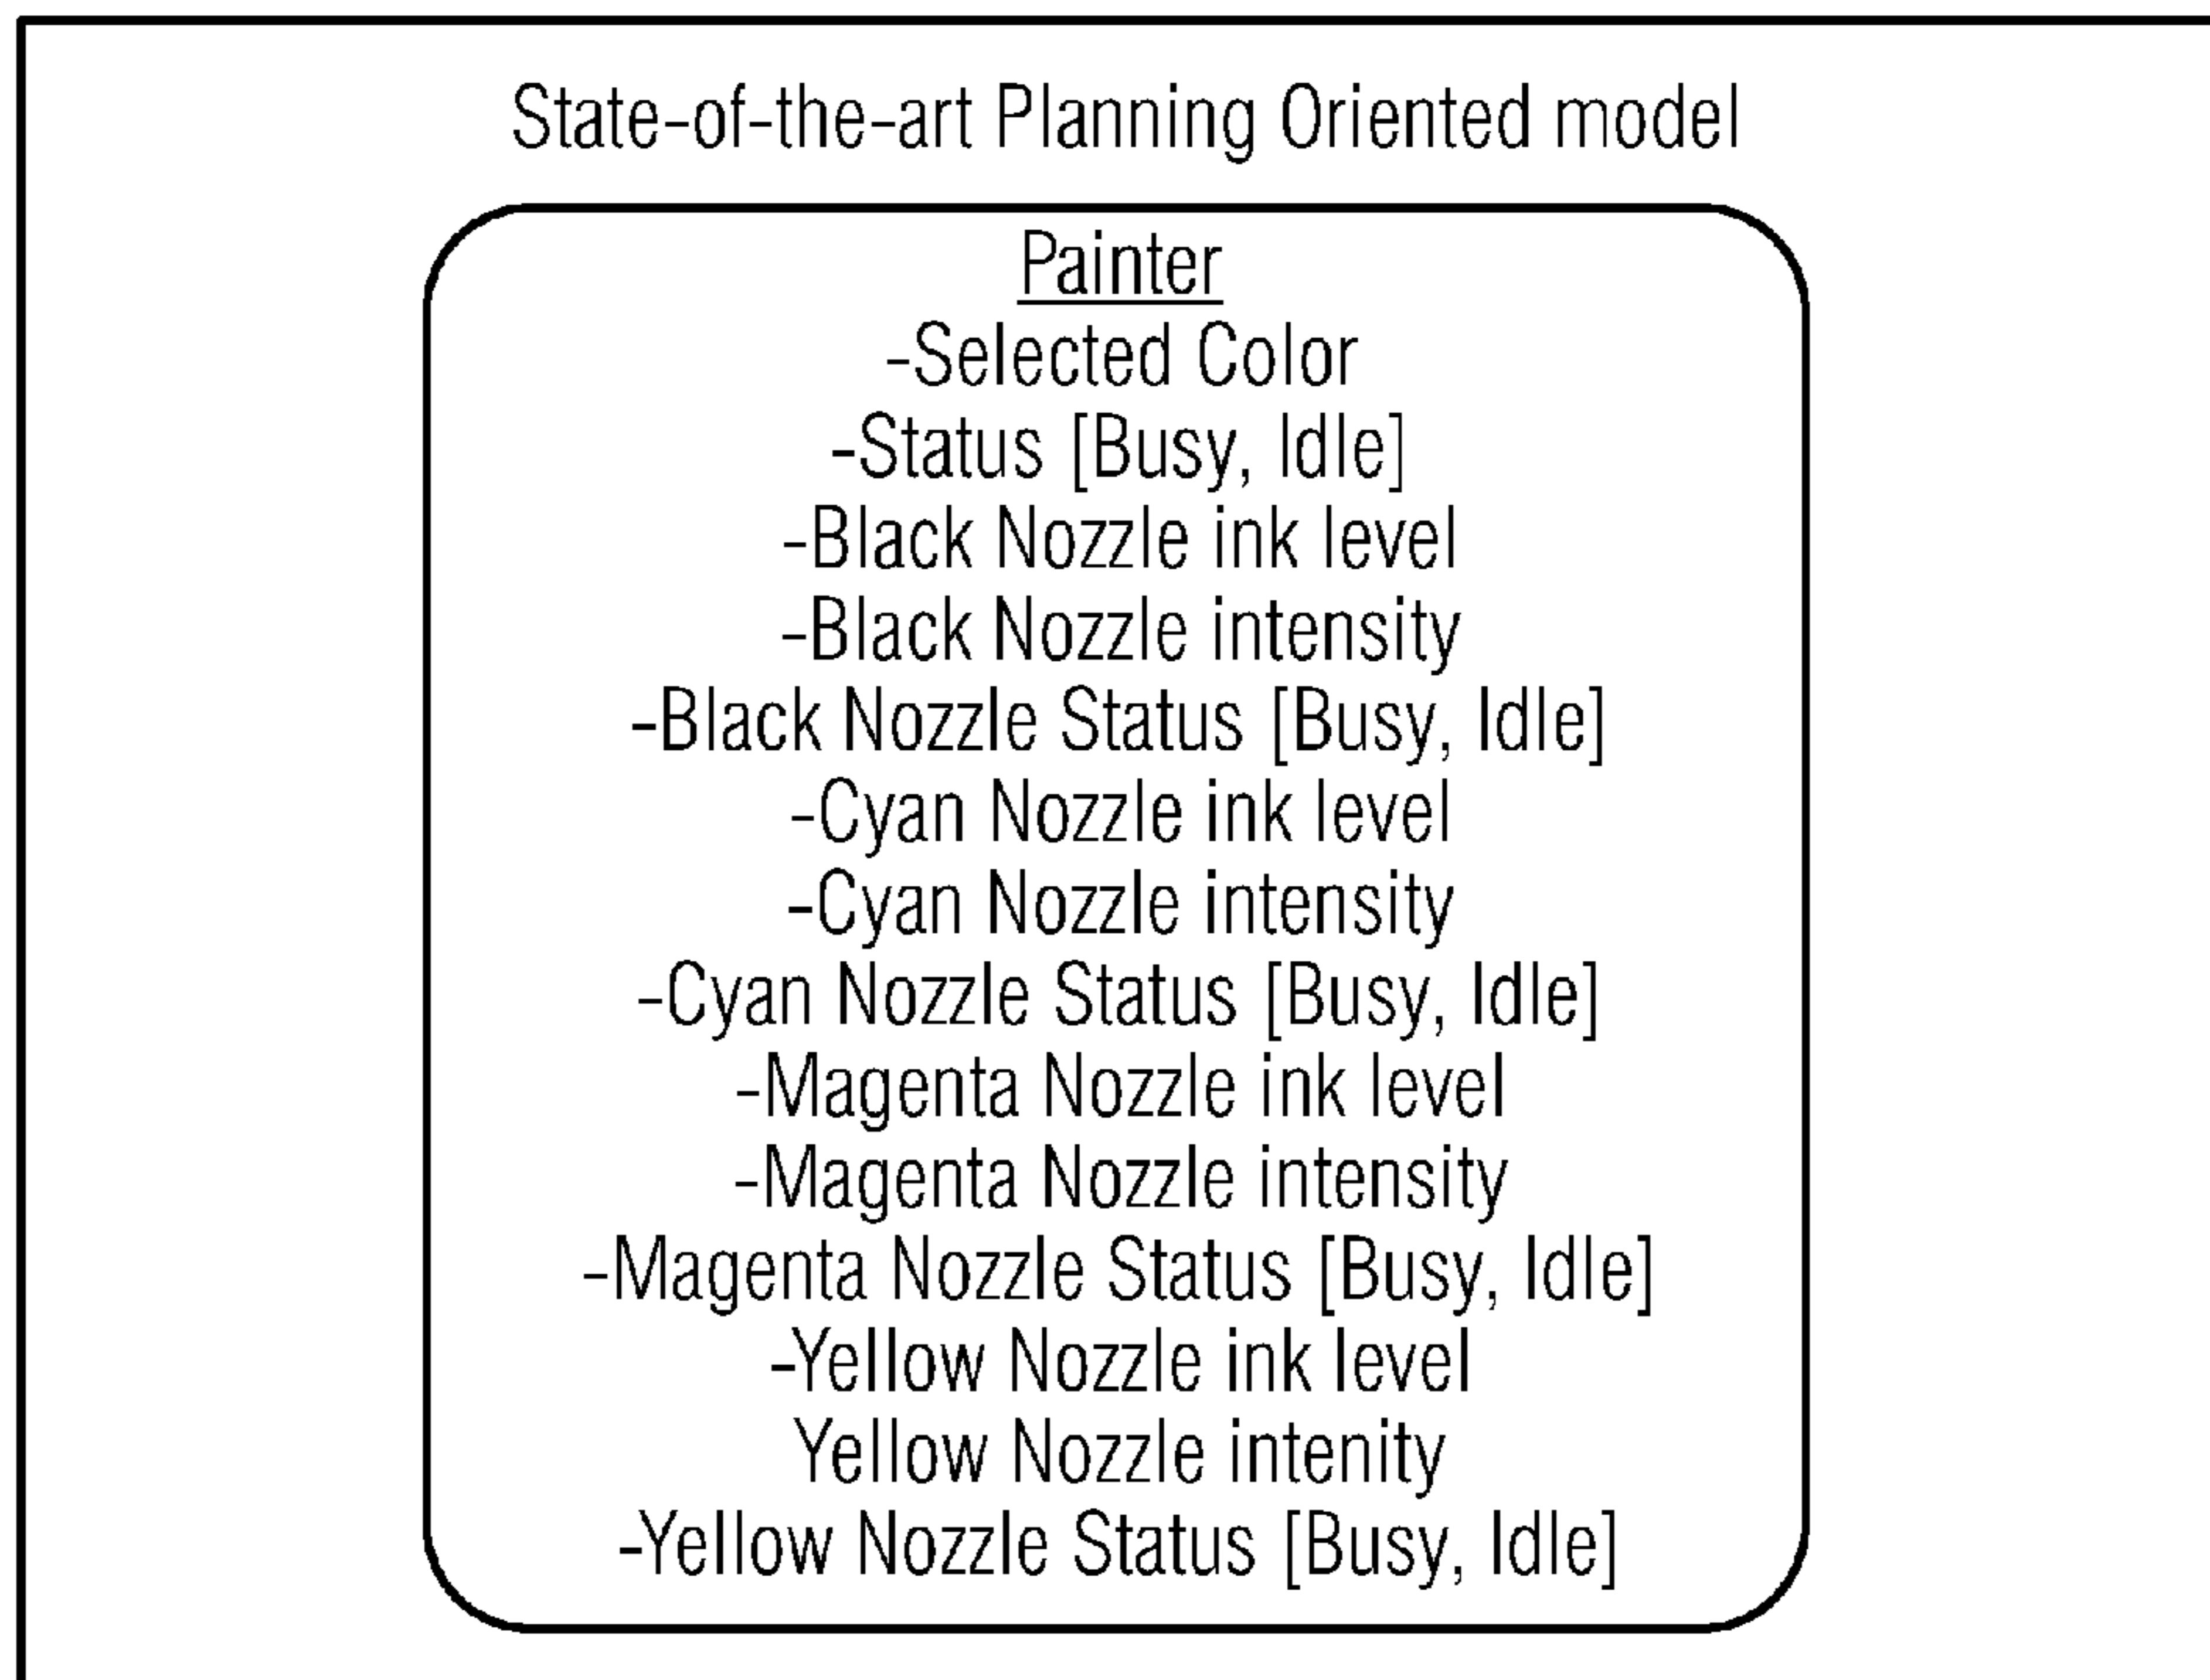 State-of-the-art Planning Oriented model
Painter
-Selected Color
-Status [Busy, Idle]
-Black Nozzle ink level
-Black Nozzle intensity
-Black Nozzle Status [Busy, Idle]
-Cyan Nozzle ink level
-Cyan Nozzle intensity
-Cyan Nozzle Status [Busy, Idle]
-Magenta Nozzle ink level
-Magenta Nozzle intensity
-Magenta Nozzle Status [Busy, Idle]
-Yellow Nozzle ink level
Yellow Nozzle intenity
-Yellow Nozzle Status [Busy, Idle]